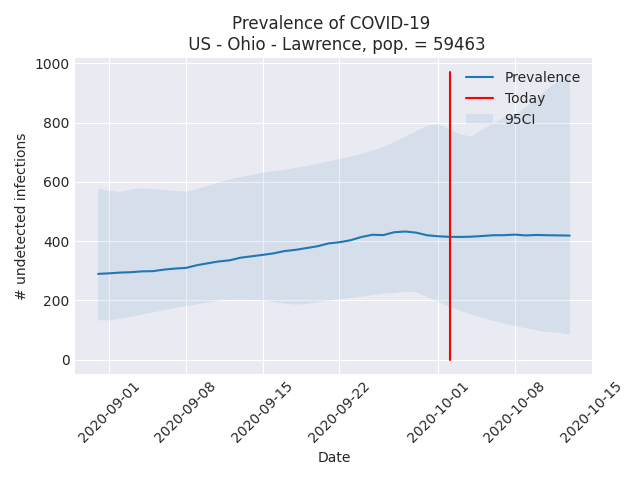 Prevalence of COVID-19
US - Ohio - Lawrence, pop. = 59463
1000
800
600
400
200
0
# undetected infections
Prevalence
Today
95CI
2020-09-01
2020-09-08
2020-09-15
2020-09-22
2020-10-01
2020-10-08
2020-10-15
Date